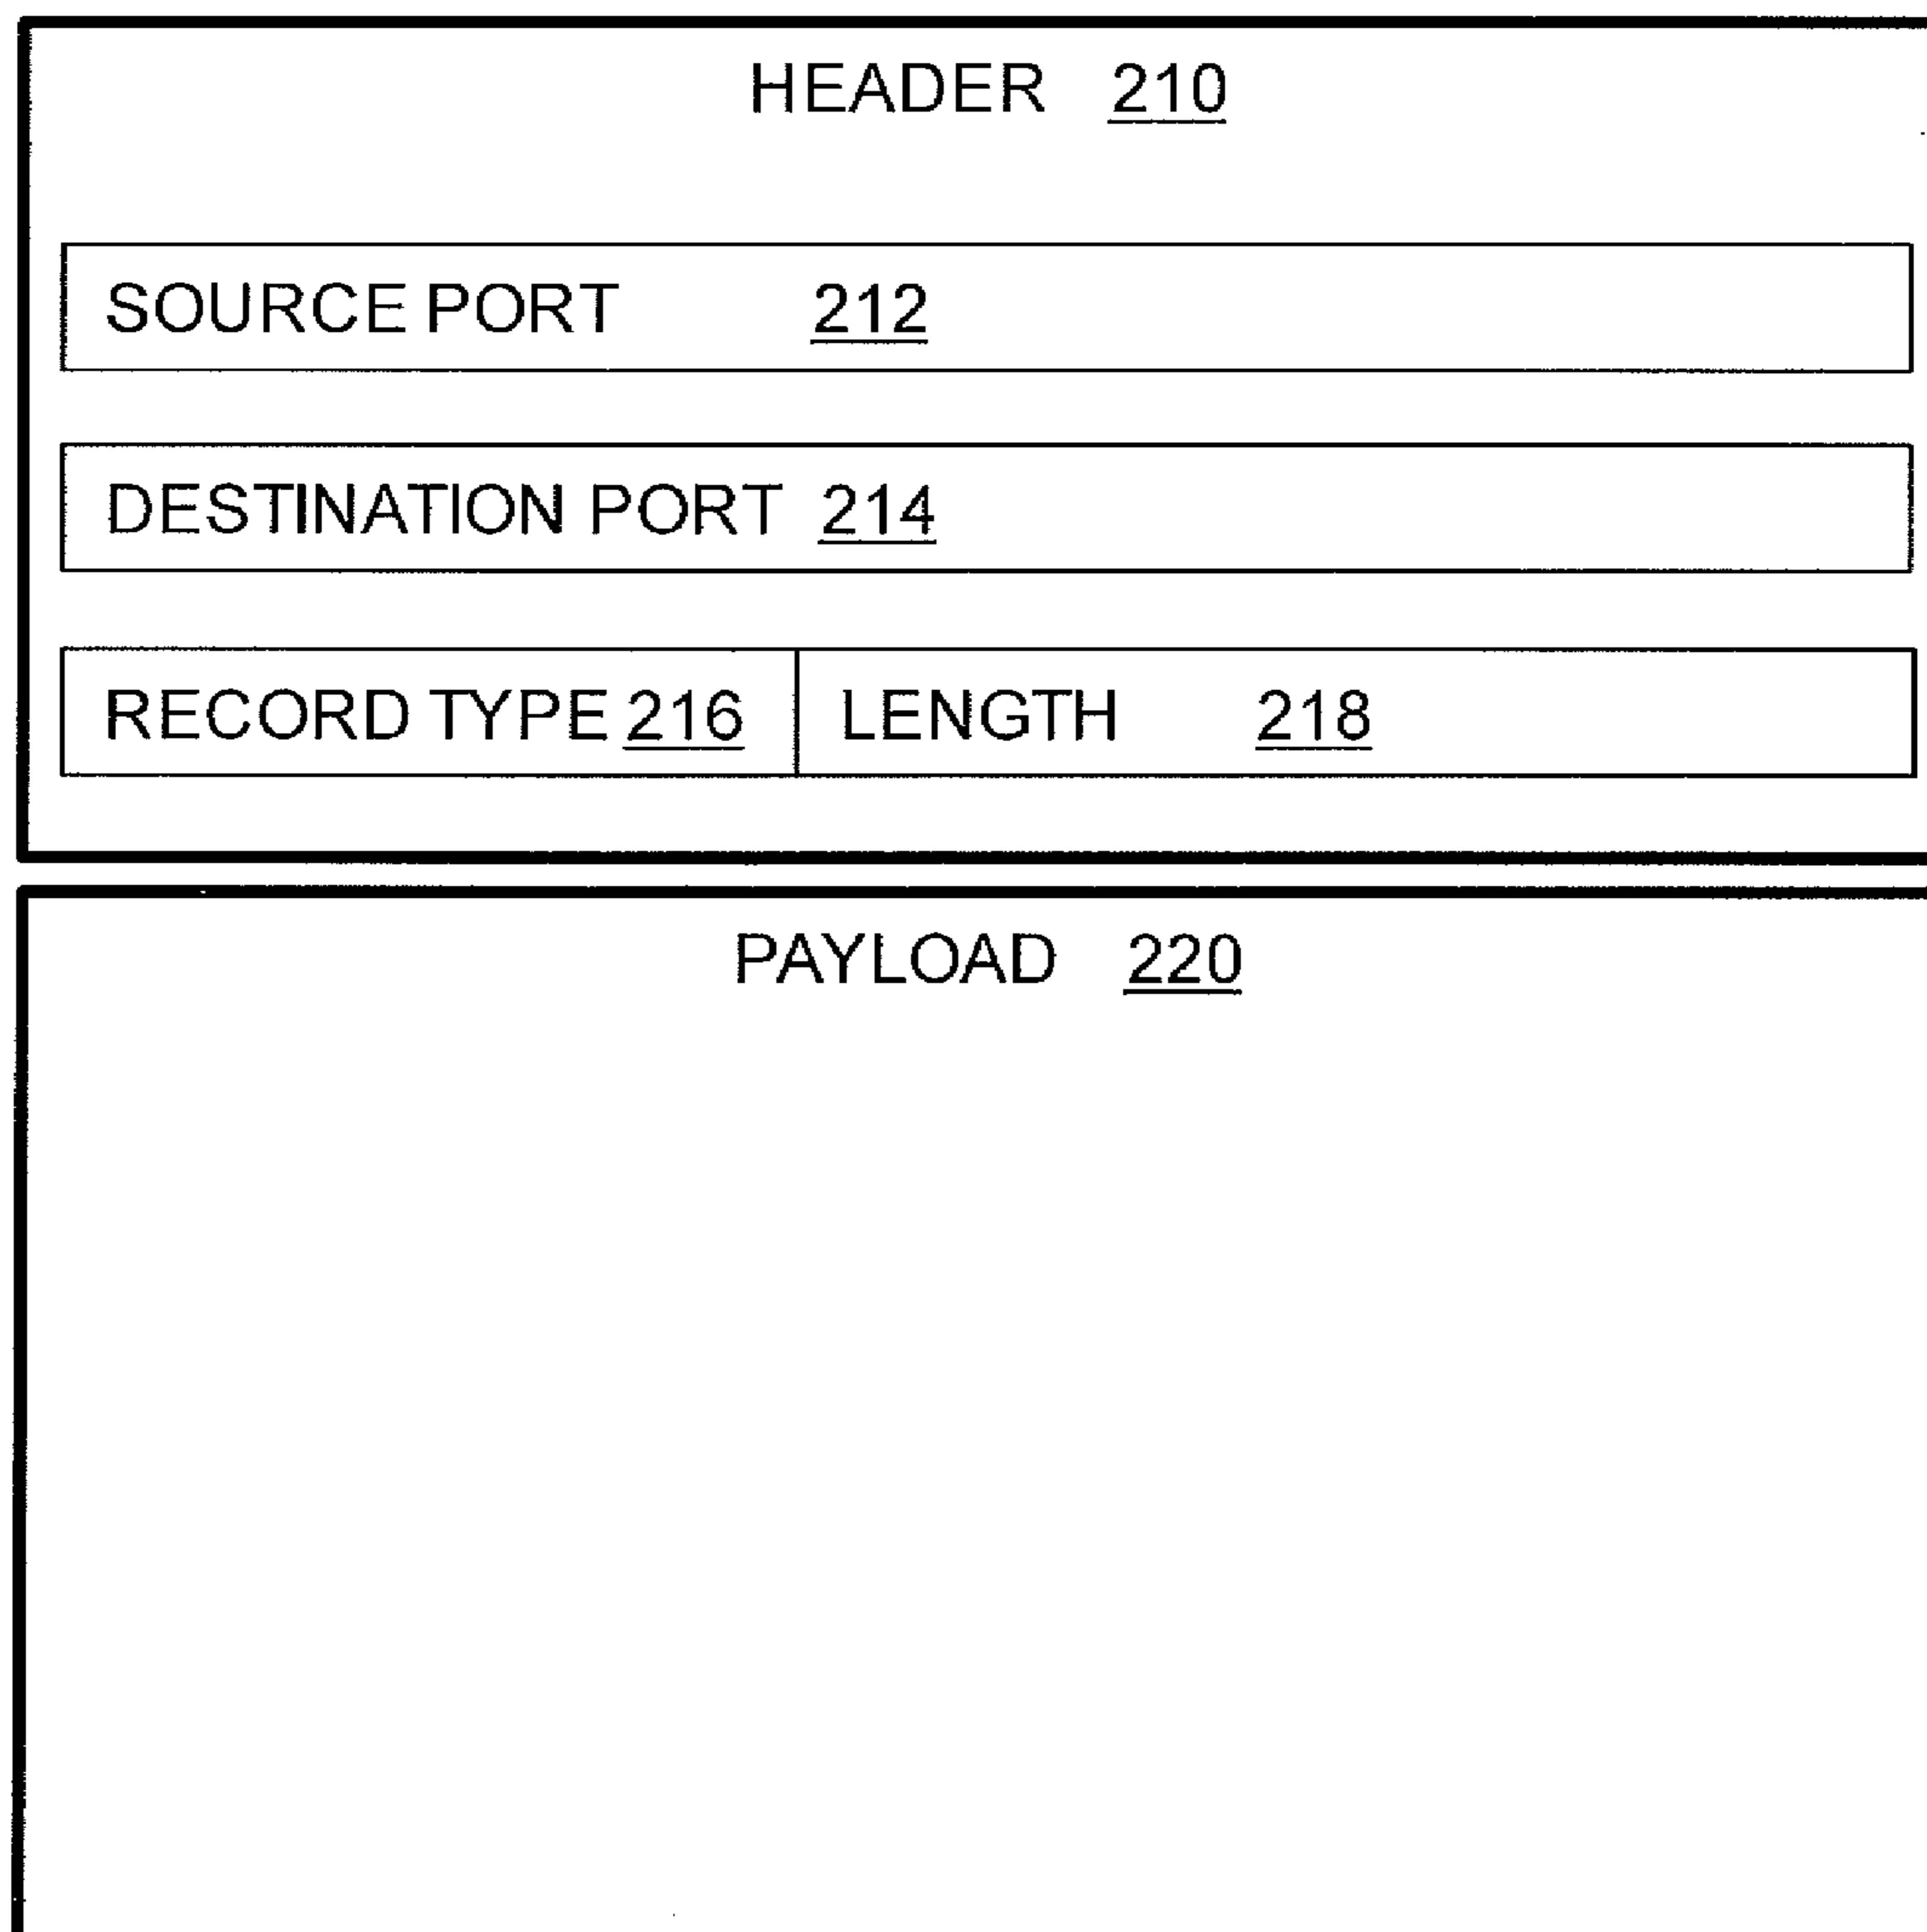 HEADER 210
SOURCE PORT 212
DESTINATION PORT 214
RECORD TYPE 216 LENGTH 218
PAYLOAD 220